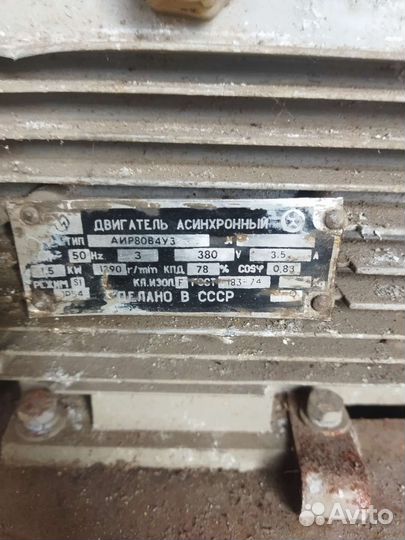 ДВИГАТЕЛЬ АСИНХРОННЫЙ
ТИП АИР80В4У3 №
50 Hz 3 380 V 3.5 A
1.5 KW 1390 r/min КПД 78 % COSφ 0,83
РЕЖИМ S1 КЛ.ИЗОЛ F ГОСТ 183-74
IP54 СДЕЛАНО В СССР
Avito